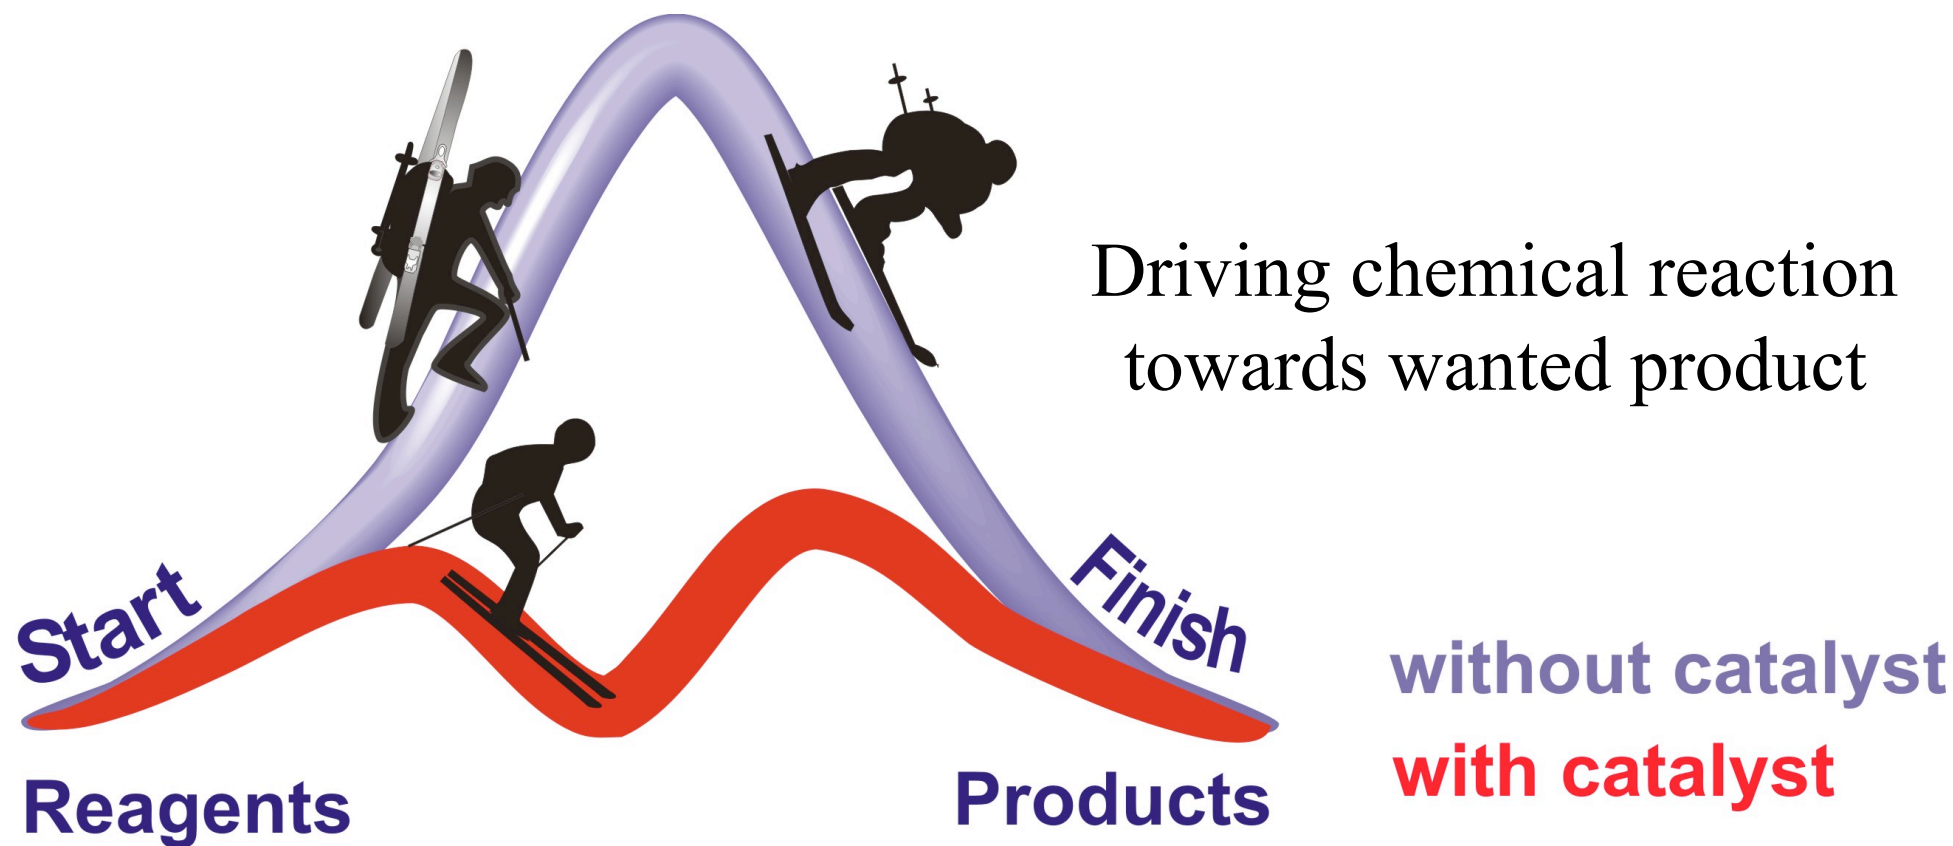 Driving chemical reaction
towards wanted product
Start
Finish
without catalyst
with catalyst
Reagents
Products